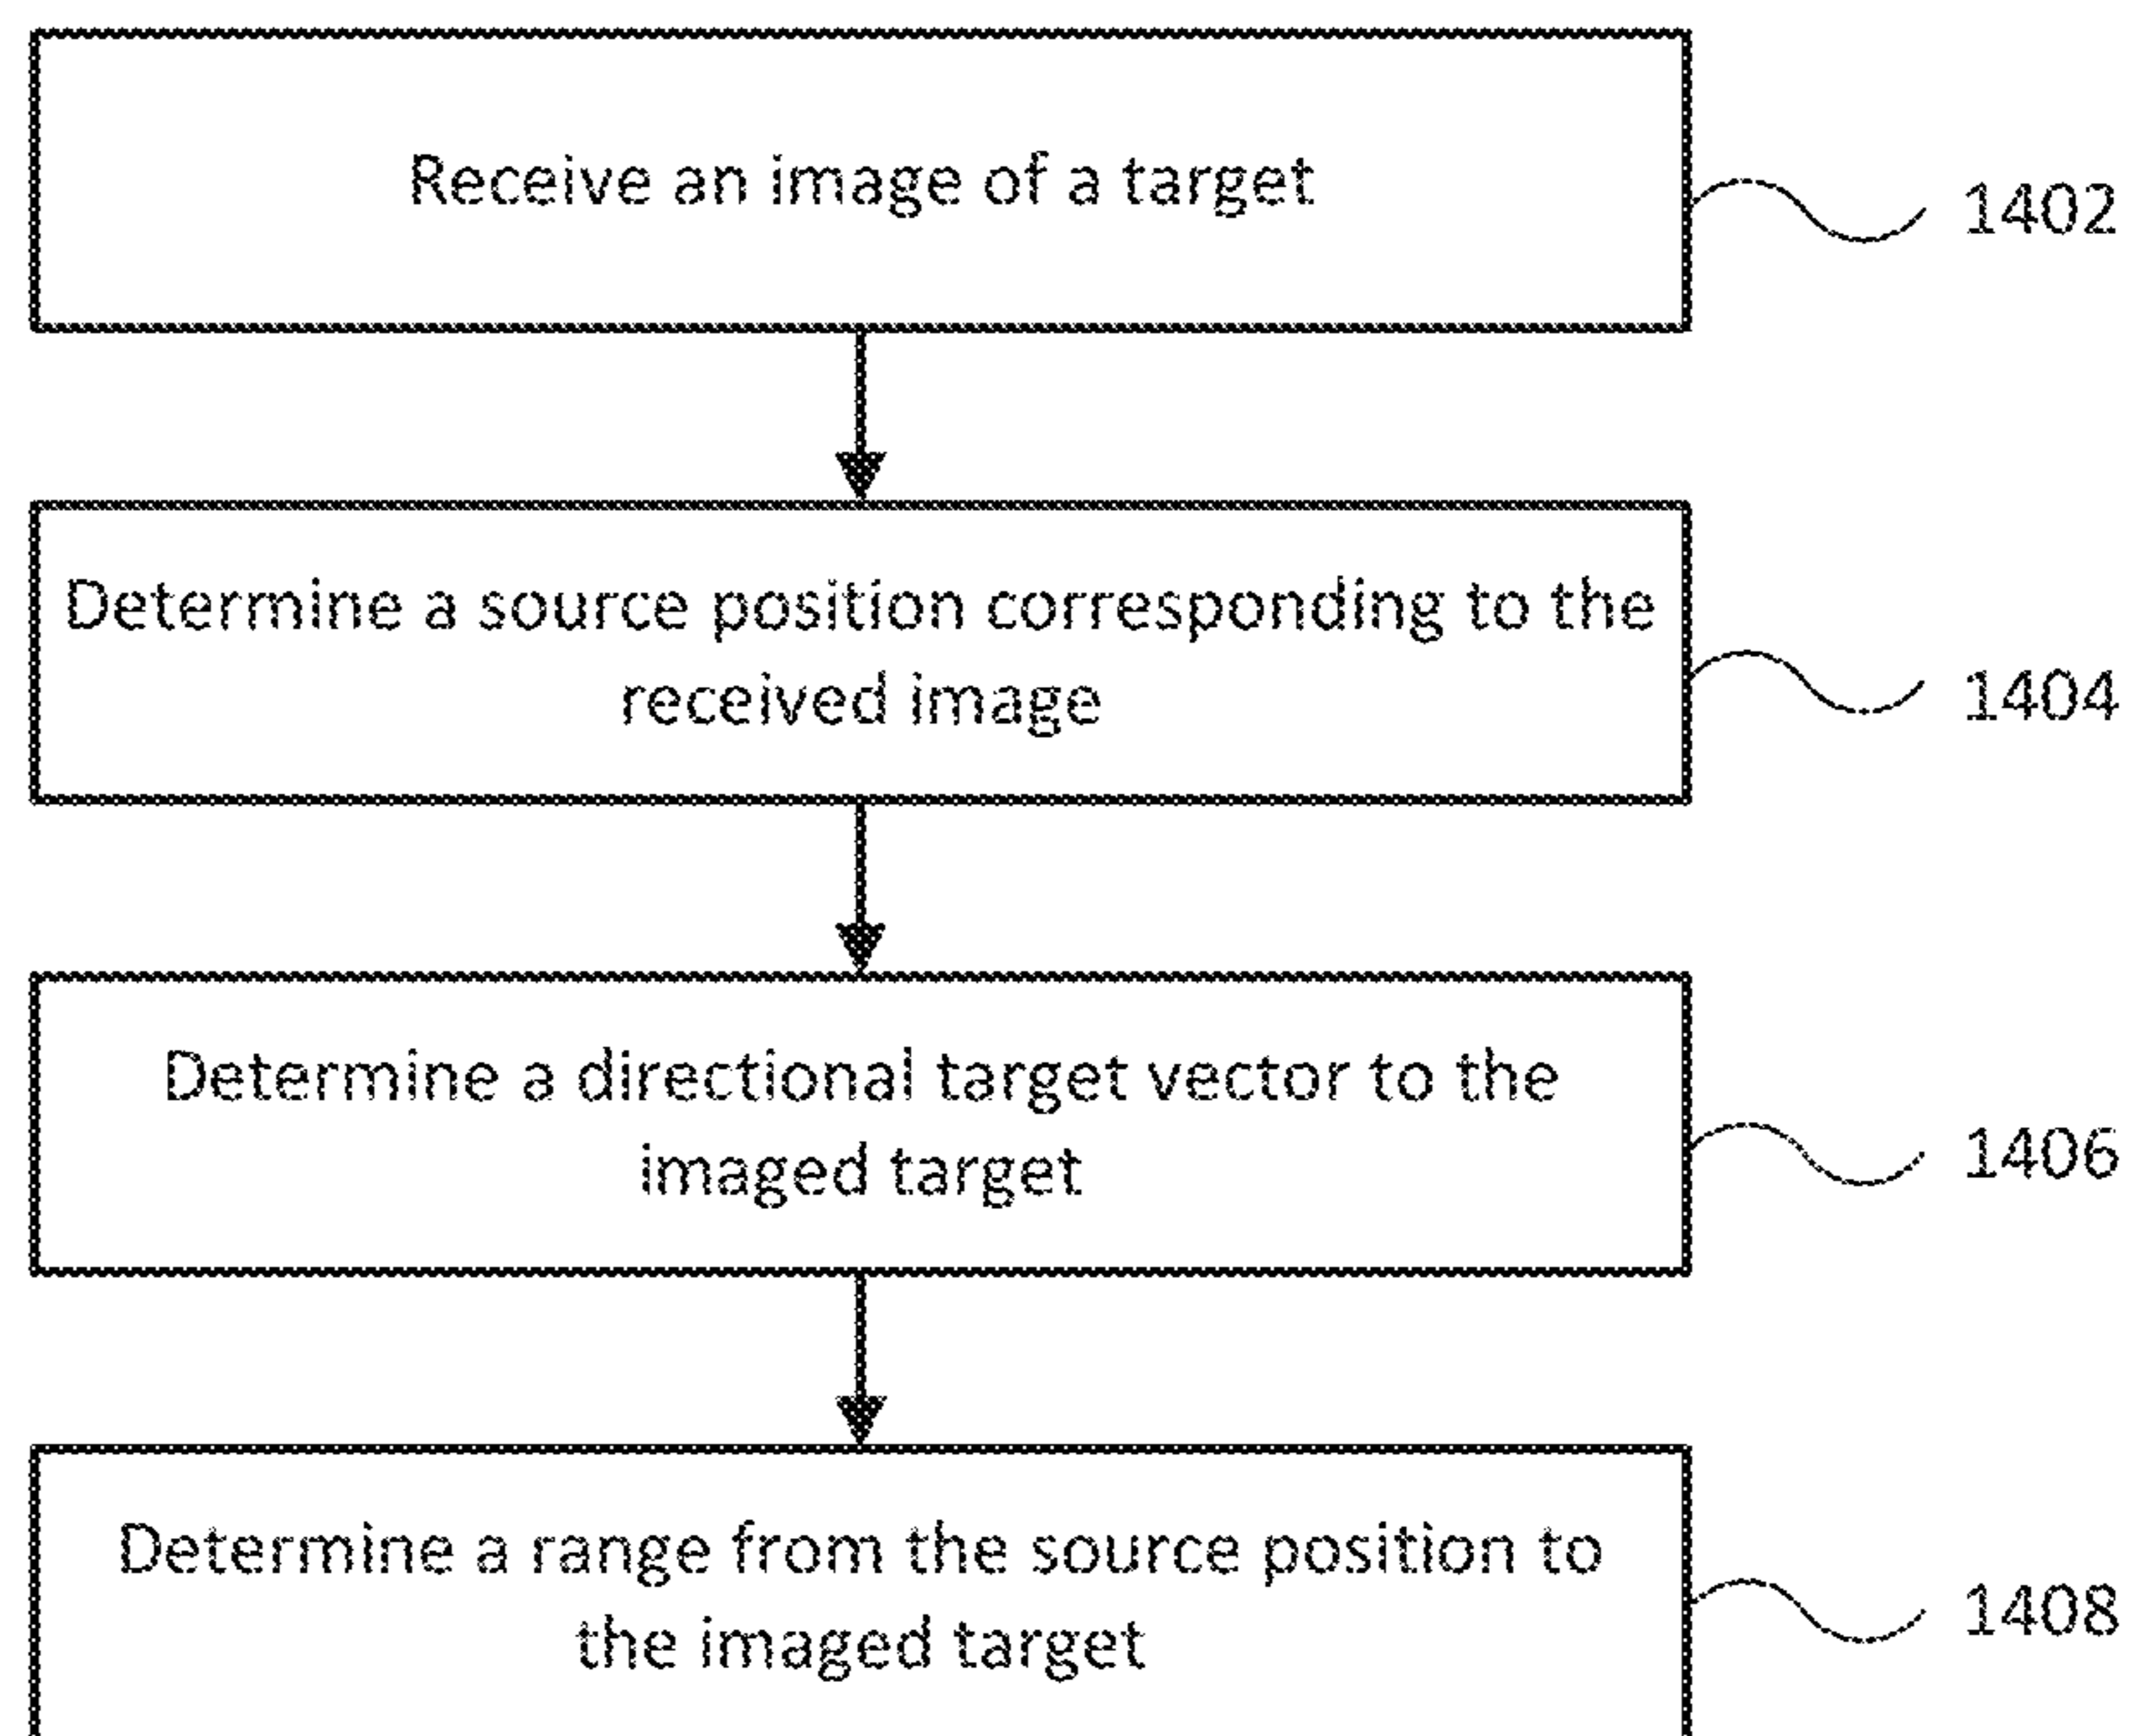 Receive an image of a target
1402
Determine a source position corresponding to the
received image
1404
Determine a directional target vector to the
imaged target
1406
Determine a range from the source position to
the imaged target
1408